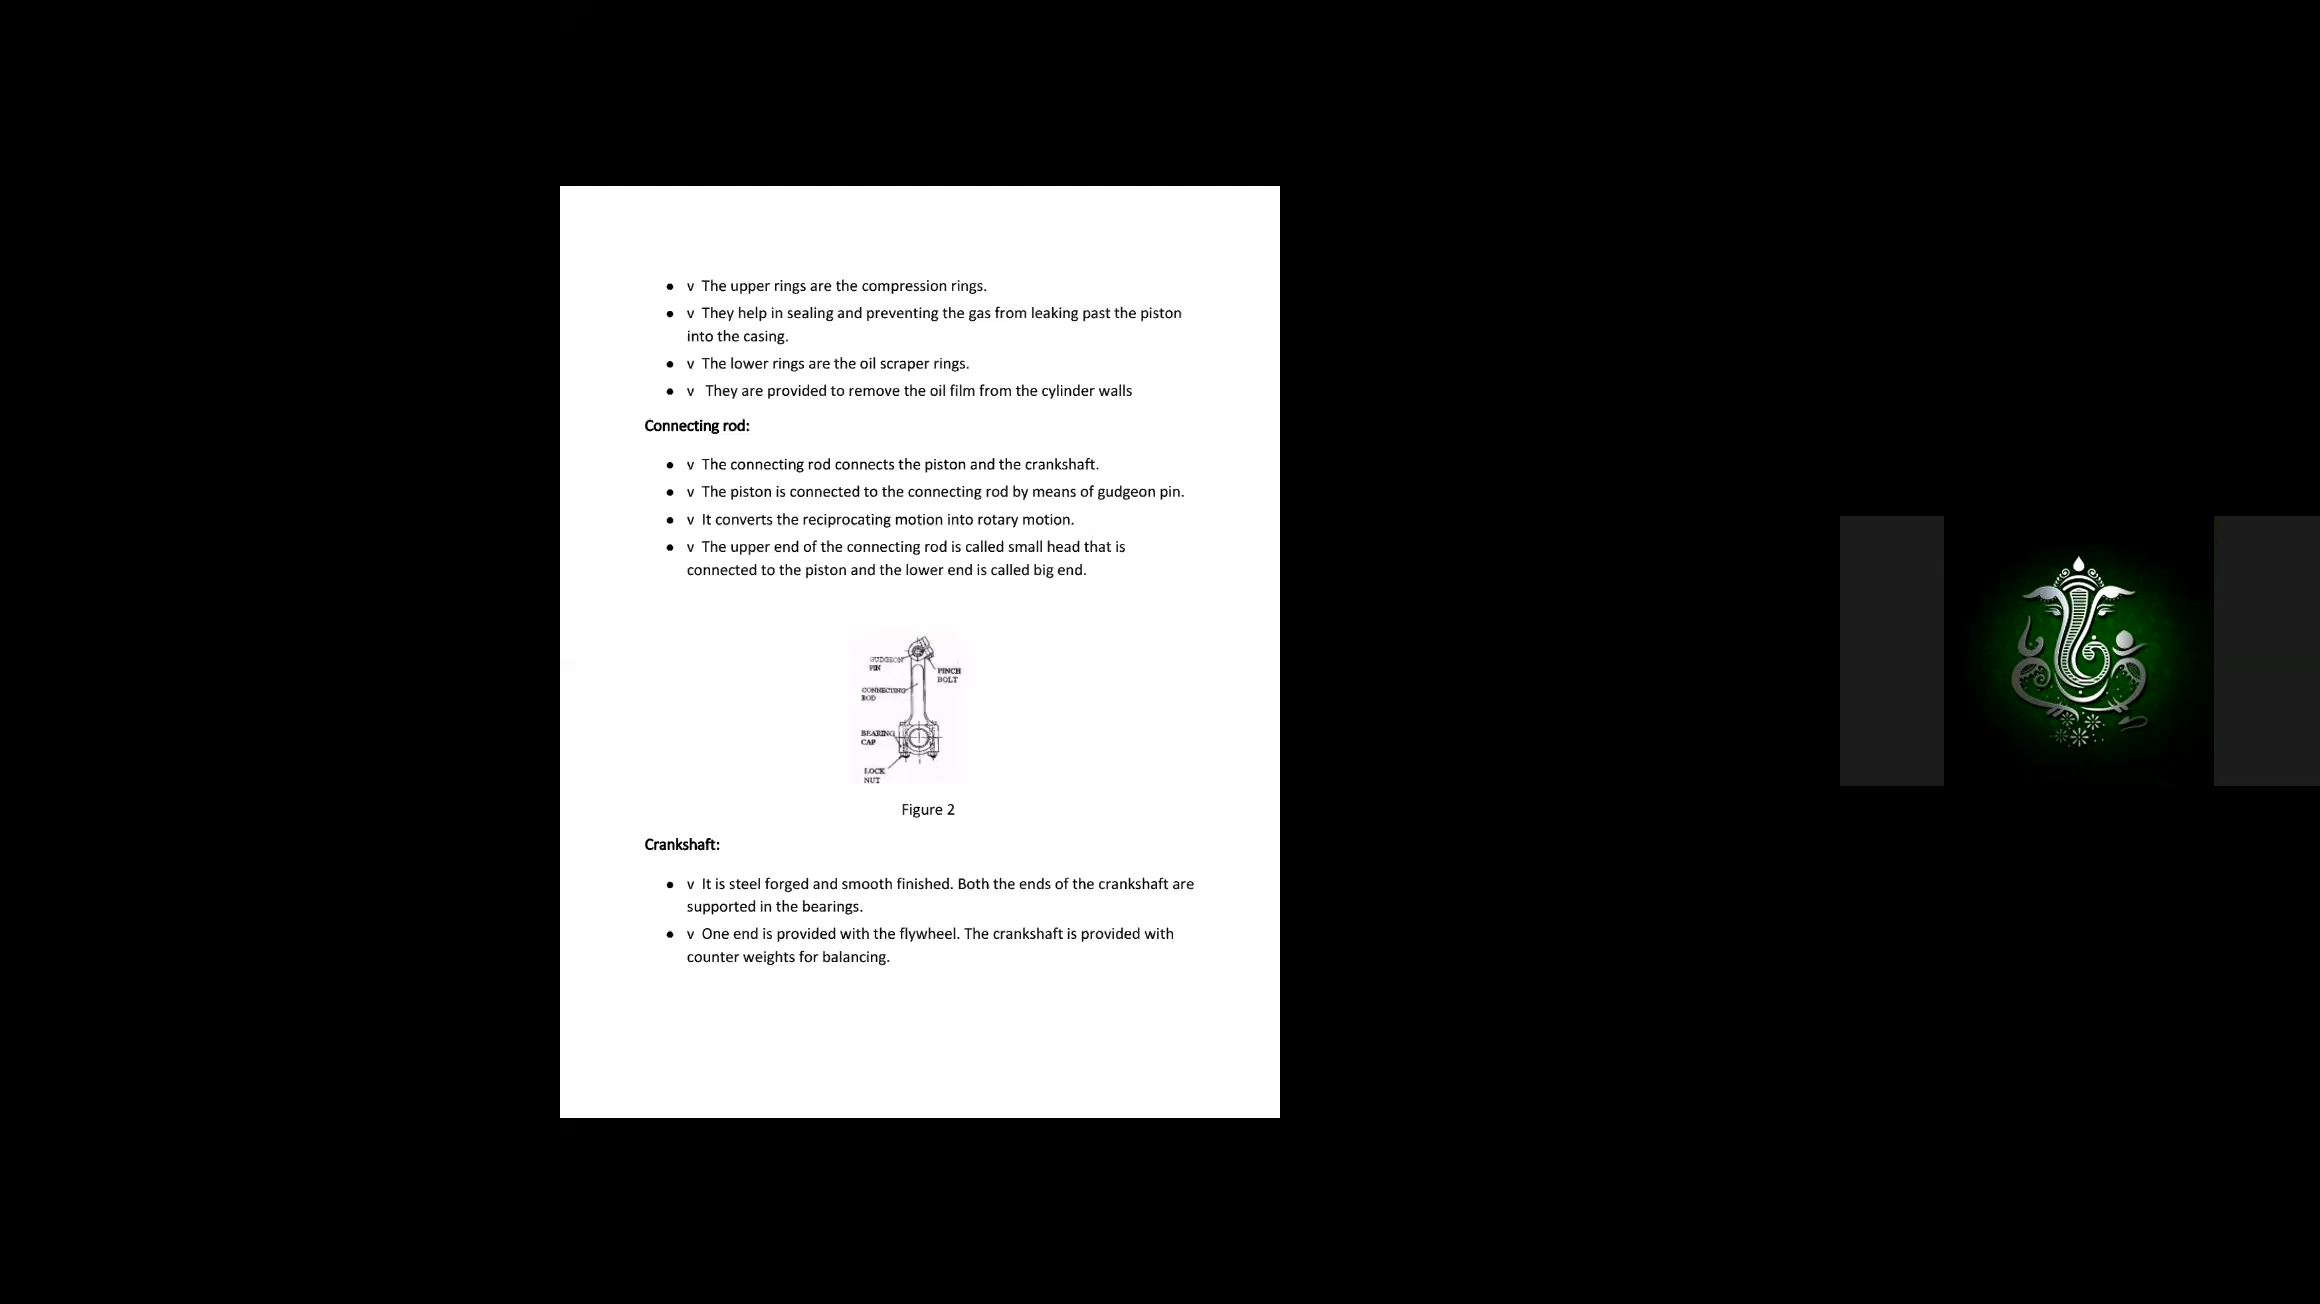 • v The upper rings are the compression rings.
• v They help in sealing and preventing the gas from leaking past the piston
into the casing.
• v The lower rings are the oil scraper rings.
• v They are provided to remove the oil film from the cylinder walls
Connecting rod:
• v The connecting rod connects the piston and the crankshaft.
• v The piston is connected to the connecting rod by means of gudgeon pin.
• v It converts the reciprocating motion into rotary motion.
• v The upper end of the connecting rod is called small head that is
connected to the piston and the lower end is called big end.
GUDGEON
PIN
PINCH
BOLT
CONNECTING
ROD
BEARING
CAP
LOCK
NUT
Figure 2
Crankshaft:
• v It is steel forged and smooth finished. Both the ends of the crankshaft are
supported in the bearings.
• v One end is provided with the flywheel. The crankshaft is provided with
counter weights for balancing.